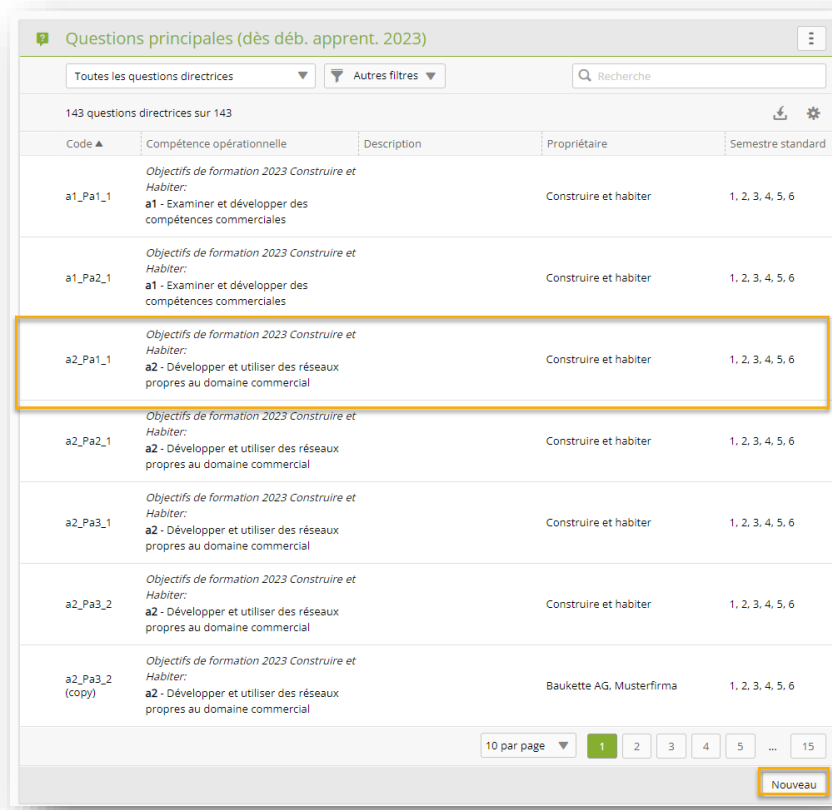 Questions principales (dès déb. apprent. 2023)
Toutes les questions directrices
Autres filtres
Recherche
143 questions directrices sur 143
Code Compétence opérationnelle Description Propriétaire Semestre standard
Objectifs de formation 2023 Construire et
Habiter:
a1_Pa1_1 a1 - Examiner et développer des Construire et habiter 1, 2, 3, 4, 5, 6
compétences commerciales
Objectifs de formation 2023 Construire et
Habiter:
a1_Pa2_1 a1 - Examiner et développer des Construire et habiter 1, 2, 3, 4, 5, 6
compétences commerciales
Objectifs de formation 2023 Construire et
Habiter:
a2_Pa1_1 a2 - Développer et utiliser des réseaux Construire et habiter 1, 2, 3, 4, 5, 6
propres au domaine commercial
Objectifs de formation 2023 Construire et
Habiter:
a2_Pa2_1 a2 - Développer et utiliser des réseaux Construire et habiter 1, 2, 3, 4, 5, 6
propres au domaine commercial
Objectifs de formation 2023 Construire et
Habiter:
a2_Pa3_1 a2 - Développer et utiliser des réseaux Construire et habiter 1, 2, 3, 4, 5, 6
propres au domaine commercial
Objectifs de formation 2023 Construire et
Habiter:
a2_Pa3_2 a2 - Développer et utiliser des réseaux Construire et habiter 1, 2, 3, 4, 5, 6
propres au domaine commercial
Objectifs de formation 2023 Construire et
Habiter:
a2_Pa3_2 (copy) a2 - Développer et utiliser des réseaux Baukette AG, Musterfirma 1, 2, 3, 4, 5, 6
propres au domaine commercial
10 par page 1 2 3 4 5 ... 15
Nouveau